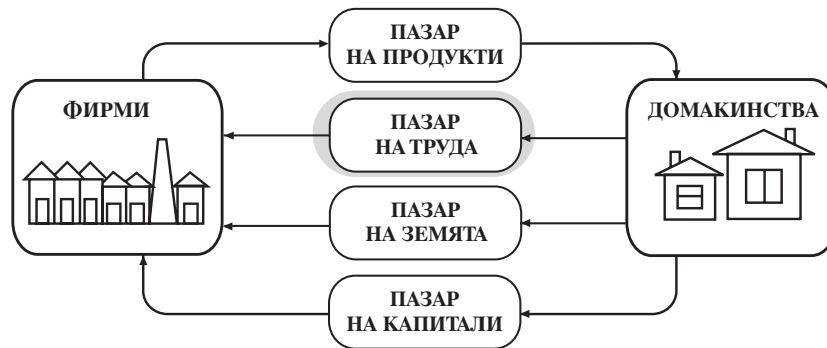 ПАЗАР
НА ПРОДУКТИ
ФИРМИ
ПАЗАР
НА ТРУДА
ДОМАКИНСТВА
ПАЗАР
НА ЗЕМЯТА
ПАЗАР
НА КАПИТАЛИ